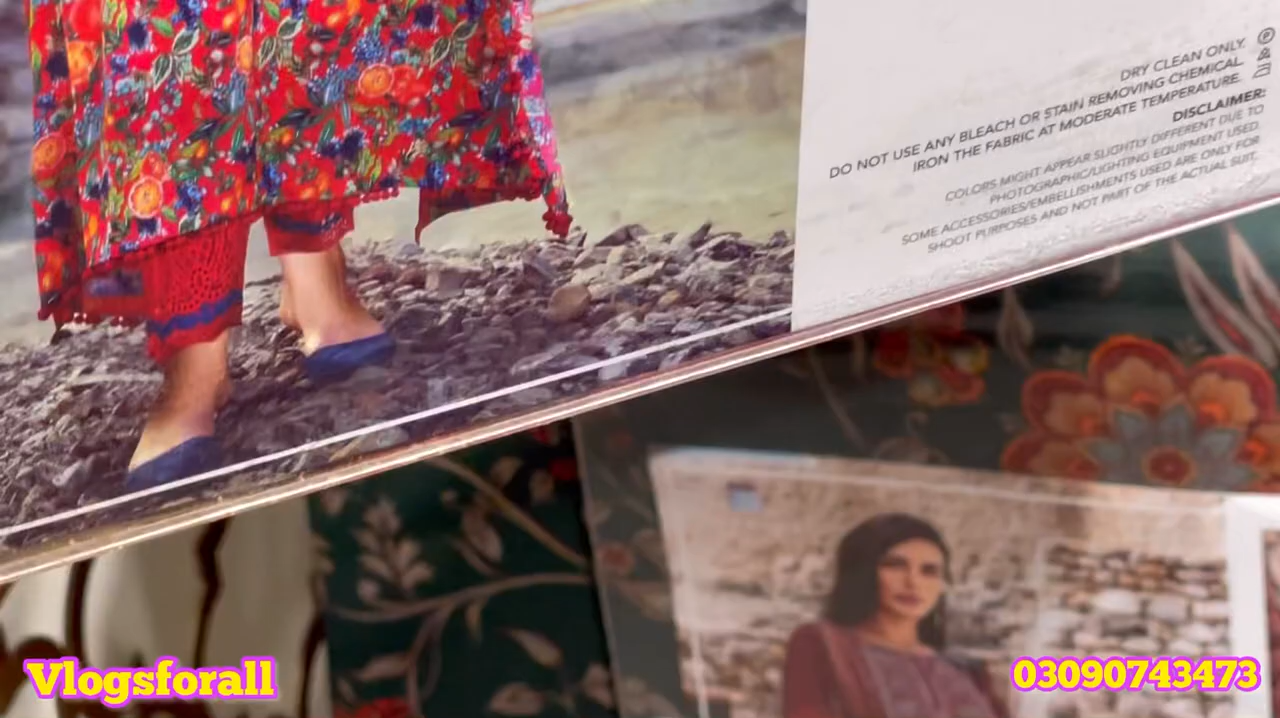 DRY CLEAN ONLY.
DO NOT USE ANY BLEACH OR STAIN REMOVING CHEMICAL.
IRON THE FABRIC AT MODERATE TEMPERATURE.
DISCLAIMER:
COLORS MIGHT APPEAR SLIGHTLY DIFFERENT DUE TO
PHOTOGRAPHIC/LIGHTING EQUIPMENT USED.
SOME ACCESSORIES/EMBELLISHMENTS USED ARE ONLY FOR
SHOOT PURPOSES AND NOT PART OF THE ACTUAL SUIT.
Vlogsforall
03090743473